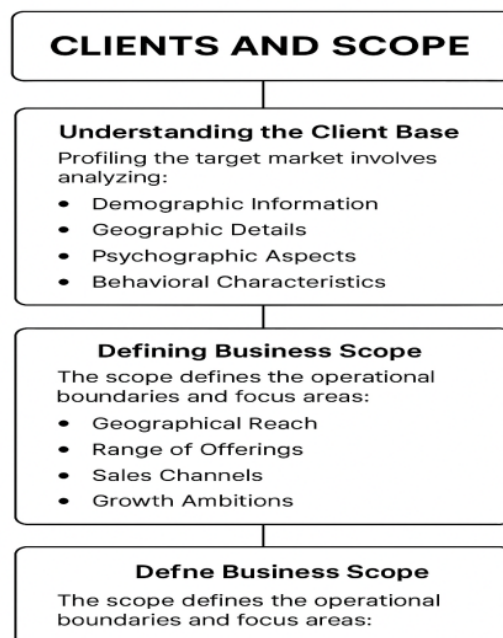 CLIENTS AND SCOPE
Understanding the Client Base
Profiling the target market involves
analyzing:
• Demographic Information
• Geographic Details
• Psychographic Aspects
• Behavioral Characteristics
Defining Business Scope
The scope defines the operational
boundaries and focus areas:
• Geographical Reach
• Range of Offerings
• Sales Channels
• Growth Ambitions
Defne Business Scope
The scope defines the operational
boundaries and focus areas: